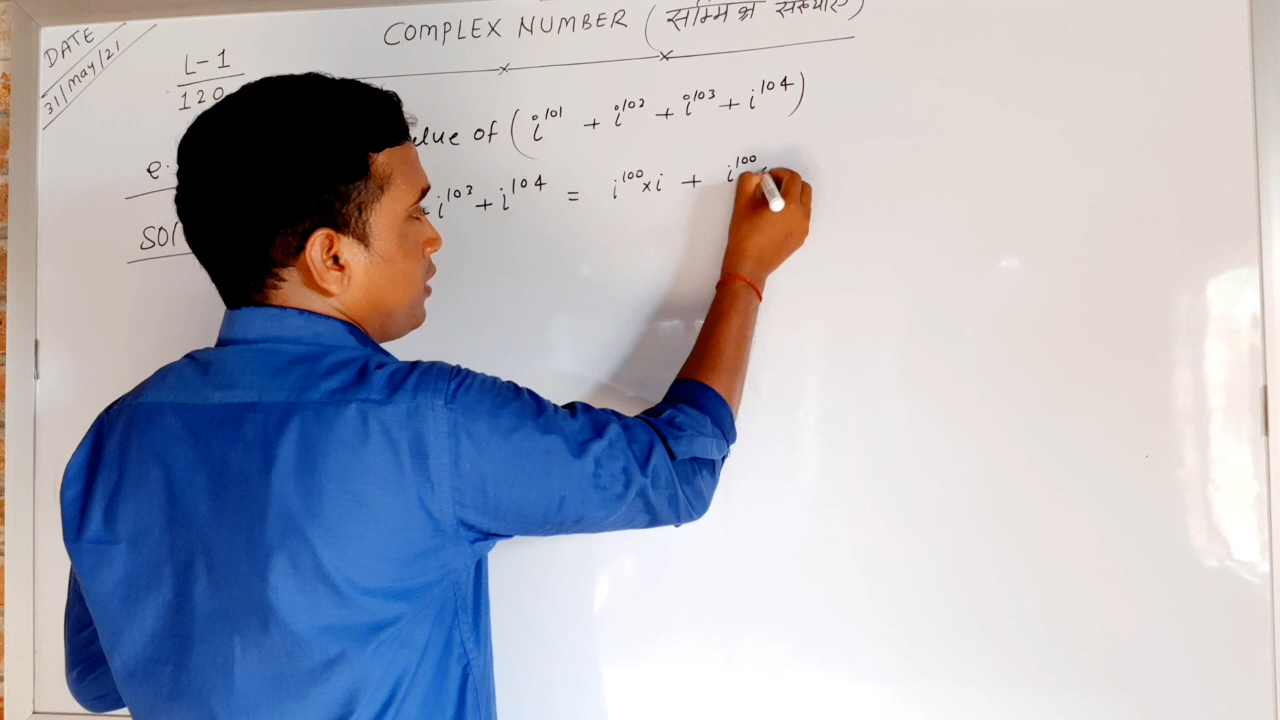 DATE
31/May/21
COMPLEX NUMBER (सम्मिश्र संख्याएं)
L-1
120
e. value of (i¹⁰¹ + i¹⁰² + i¹⁰³ + i¹⁰⁴)
sol + i¹⁰³ + i¹⁰⁴ = i¹⁰⁰ × i + i¹⁰⁰